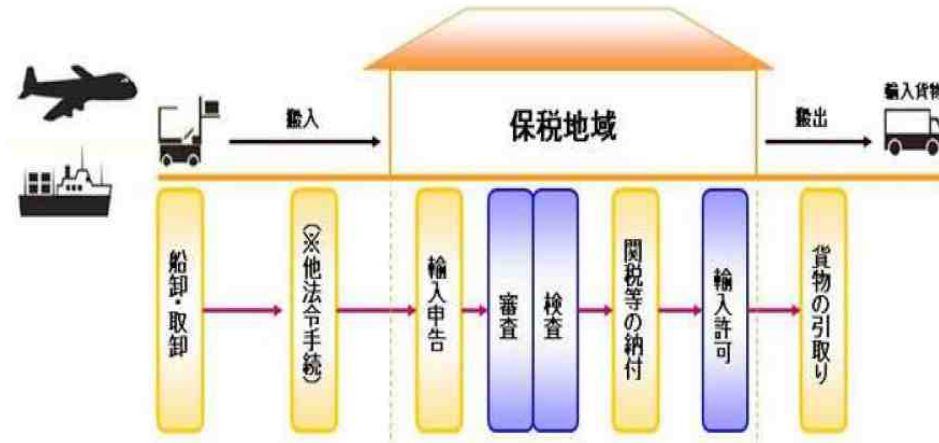 搬入
保税地域
搬出
輸入貨物
船卸・取卸
(※他法令手続)
輸入申告
審査
検査
関税等の納付
輸入許可
貨物の引取り